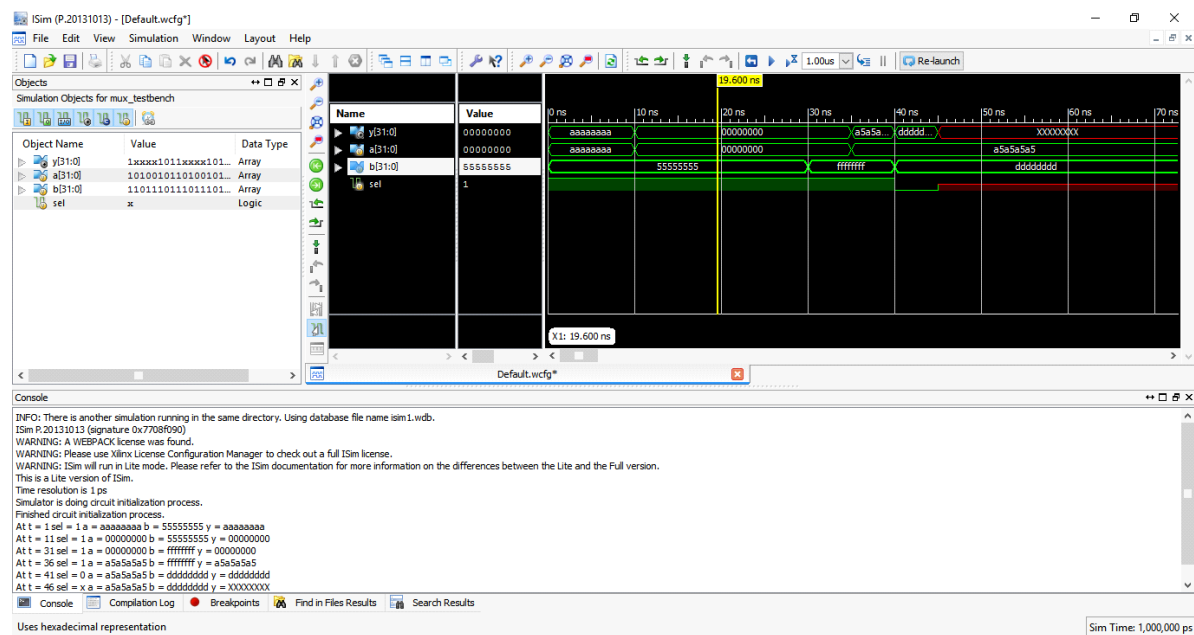 ISim (P.20131013) - [Default.wcfg*]
File Edit View Simulation Window Layout Help
1.00us Re-launch
Objects
Simulation Objects for mux_testbench
Object Name Value Data Type
y[31:0] 1xxxx1011xxxx101... Array
a[31:0] 1010010110100101... Array
b[31:0] 1101110111011101... Array
sel x Logic
19.600 ns
Name Value 0 ns 10 ns 20 ns 30 ns 40 ns 50 ns 60 ns 70 ns
y[31:0] 00000000 aaaaaaaa 00000000 a5a5a... ddddd... XXXXXXXX
a[31:0] 00000000 aaaaaaaa 00000000 a5a5a5a5
b[31:0] 55555555 55555555 ffffffff dddddddd
sel 1
X1: 19.600 ns
Default.wcfg*
Console
INFO: There is another simulation running in the same directory. Using database file name isim1.wdb.
ISim P.20131013 (signature 0x7708f090)
WARNING: A WEBPACK license was found.
WARNING: Please use Xilinx License Configuration Manager to check out a full ISim license.
WARNING: ISim will run in Lite mode. Please refer to the ISim documentation for more information on the differences between the Lite and the Full version.
This is a Lite version of ISim.
Time resolution is 1 ps
Simulator is doing circuit initialization process.
Finished circuit initialization process.
At t = 1 sel = 1 a = aaaaaaaa b = 55555555 y = aaaaaaaa
At t = 11 sel = 1 a = 00000000 b = 55555555 y = 00000000
At t = 31 sel = 1 a = 00000000 b = ffffffff y = 00000000
At t = 36 sel = 1 a = a5a5a5a5 b = ffffffff y = a5a5a5a5
At t = 41 sel = 0 a = a5a5a5a5 b = dddddddd y = dddddddd
At t = 46 sel = x a = a5a5a5a5 b = dddddddd y = XXXXXXXX
Console Compilation Log Breakpoints Find in Files Results Search Results
Uses hexadecimal representation Sim Time: 1,000,000 ps